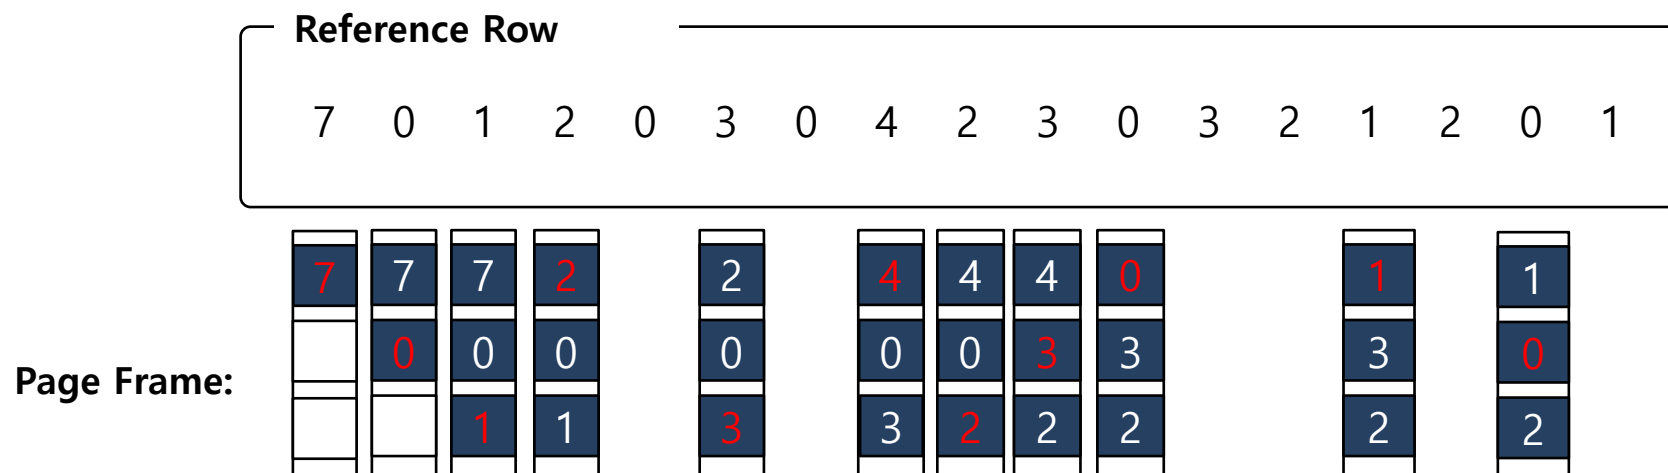 Reference Row
7 0 1 2 0 3 0 4 2 3 0 3 2 1 2 0 1
7 7 7 2 2 4 4 4 0 1 1
0 0 0 0 0 0 3 3 3 0
Page Frame:
1 1 3 3 2 2 2 2 2